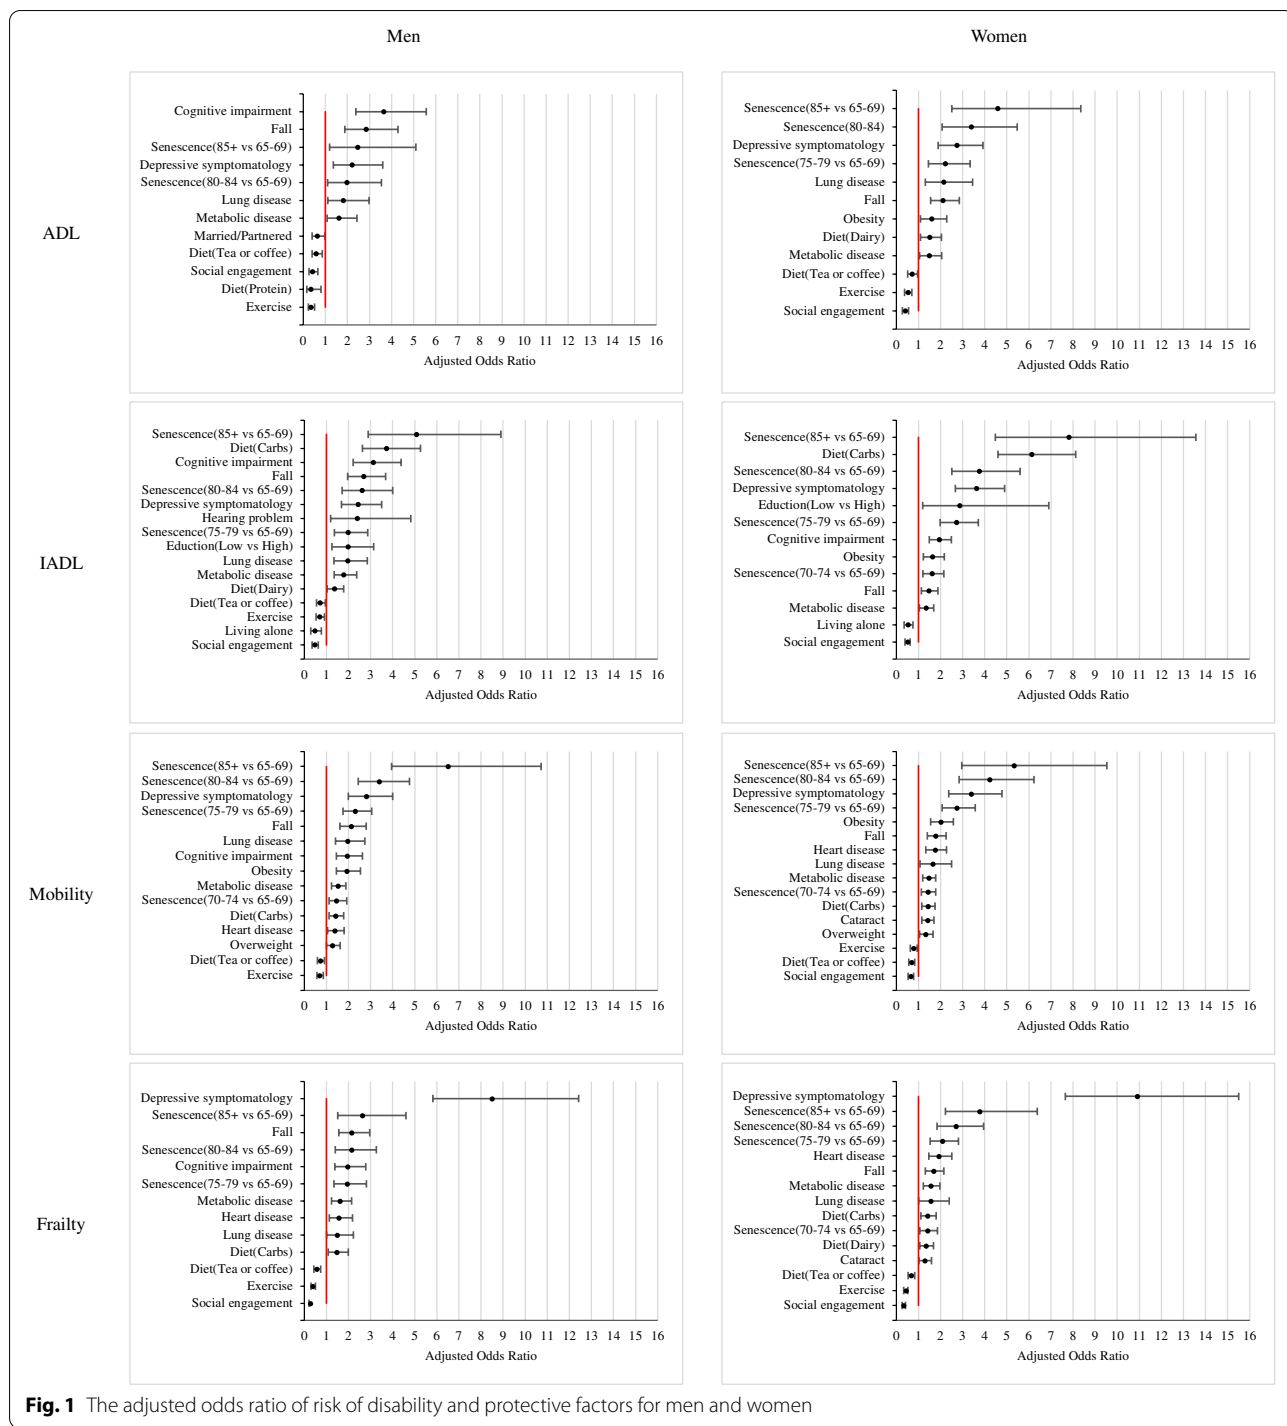 Men
Women
ADL
Cognitive impairment
Fall
Senescence(85+ vs 65-69)
Depressive symptomatology
Senescence(80-84 vs 65-69)
Lung disease
Metabolic disease
Married/Partnered
Diet(Tea or coffee)
Social engagement
Diet(Protein)
Exercise
0 1 2 3 4 5 6 7 8 9 10 11 12 13 14 15 16
Adjusted Odds Ratio
Senescence(85+ vs 65-69)
Senescence(80-84)
Depressive symptomatology
Senescence(75-79 vs 65-69)
Lung disease
Fall
Obesity
Diet(Dairy)
Metabolic disease
Diet(Tea or coffee)
Exercise
Social engagement
0 1 2 3 4 5 6 7 8 9 10 11 12 13 14 15 16
Adjusted Odds Ratio
IADL
Senescence(85+ vs 65-69)
Diet(Carbs)
Cognitive impairment
Fall
Senescence(80-84 vs 65-69)
Depressive symptomatology
Hearing problem
Senescence(75-79 vs 65-69)
Eduction(Low vs High)
Lung disease
Metabolic disease
Diet(Dairy)
Diet(Tea or coffee)
Exercise
Living alone
Social engagement
0 1 2 3 4 5 6 7 8 9 10 11 12 13 14 15 16
Adjusted Odds Ratio
Senescence(85+ vs 65-69)
Diet(Carbs)
Senescence(80-84 vs 65-69)
Depressive symptomatology
Eduction(Low vs High)
Senescence(75-79 vs 65-69)
Cognitive impairment
Obesity
Senescence(70-74 vs 65-69)
Fall
Metabolic disease
Living alone
Social engagement
0 1 2 3 4 5 6 7 8 9 10 11 12 13 14 15 16
Adjusted Odds Ratio
Mobility
Senescence(85+ vs 65-69)
Senescence(80-84 vs 65-69)
Depressive symptomatology
Senescence(75-79 vs 65-69)
Fall
Lung disease
Cognitive impairment
Obesity
Metabolic disease
Senescence(70-74 vs 65-69)
Diet(Carbs)
Heart disease
Overweight
Diet(Tea or coffee)
Exercise
0 1 2 3 4 5 6 7 8 9 10 11 12 13 14 15 16
Adjusted Odds Ratio
Senescence(85+ vs 65-69)
Senescence(80-84 vs 65-69)
Depressive symptomatology
Senescence(75-79 vs 65-69)
Obesity
Fall
Heart disease
Lung disease
Metabolic disease
Senescence(70-74 vs 65-69)
Diet(Carbs)
Cataract
Overweight
Exercise
Diet(Tea or coffee)
Social engagement
0 1 2 3 4 5 6 7 8 9 10 11 12 13 14 15 16
Adjusted Odds Ratio
Frailty
Depressive symptomatology
Senescence(85+ vs 65-69)
Fall
Senescence(80-84 vs 65-69)
Cognitive impairment
Senescence(75-79 vs 65-69)
Metabolic disease
Heart disease
Lung disease
Diet(Carbs)
Diet(Tea or coffee)
Exercise
Social engagement
0 1 2 3 4 5 6 7 8 9 10 11 12 13 14 15 16
Adjusted Odds Ratio
Depressive symptomatology
Senescence(85+ vs 65-69)
Senescence(80-84 vs 65-69)
Senescence(75-79 vs 65-69)
Heart disease
Fall
Metabolic disease
Lung disease
Diet(Carbs)
Senescence(70-74 vs 65-69)
Diet(Dairy)
Cataract
Diet(Tea or coffee)
Exercise
Social engagement
0 1 2 3 4 5 6 7 8 9 10 11 12 13 14 15 16
Adjusted Odds Ratio
Fig. 1 The adjusted odds ratio of risk of disability and protective factors for men and women